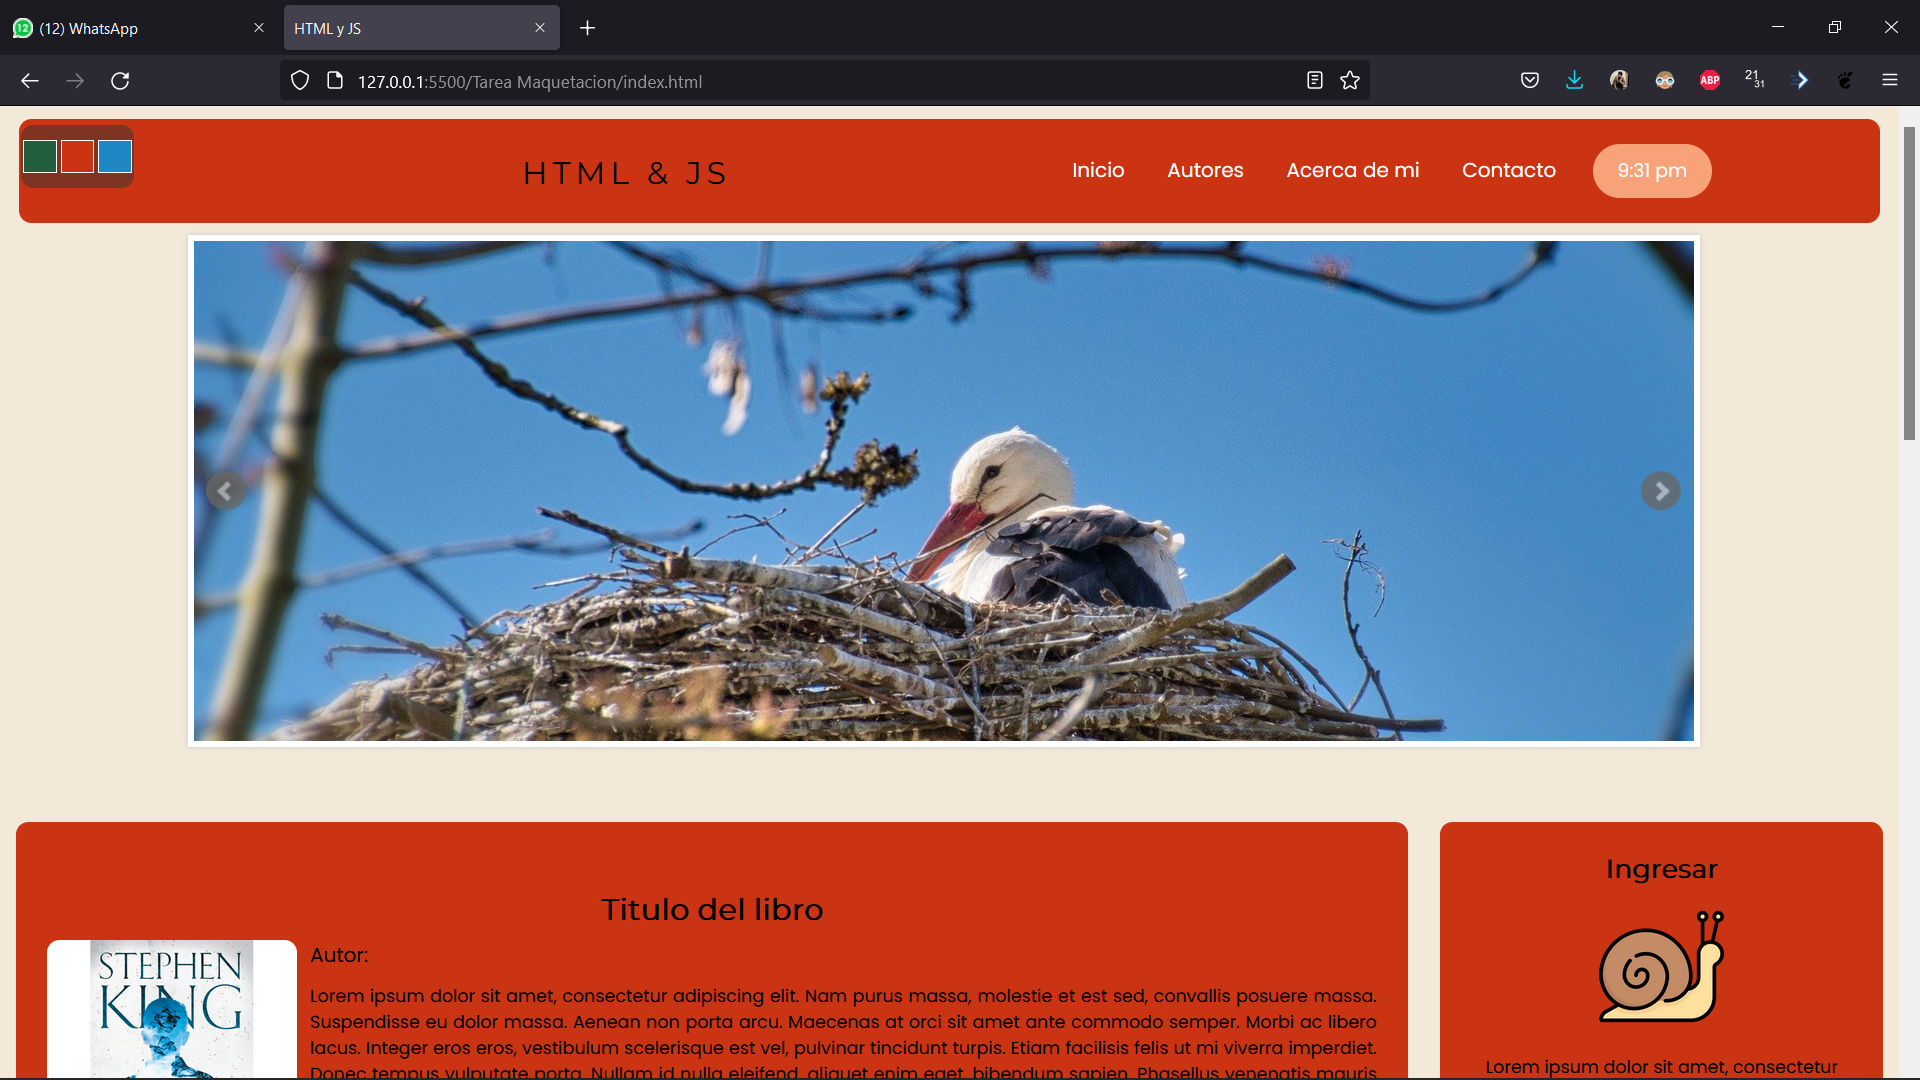 (12) WhatsApp
HTML y JS
127.0.0.1:5500/Tarea Maquetacion/index.html
ABP
21
31
HTML & JS
Inicio
Autores
Acerca de mi
Contacto
9:31 pm
Titulo del libro
STEPHEN
KING
Autor:
Lorem ipsum dolor sit amet, consectetur adipiscing elit. Nam purus massa, molestie et est sed, convallis posuere massa.
Suspendisse eu dolor massa. Aenean non porta arcu. Maecenas at orci sit amet ante commodo semper. Morbi ac libero
lacus. Integer eros eros, vestibulum scelerisque est vel, pulvinar tincidunt turpis. Etiam facilisis felis ut mi viverra imperdiet.
Donec tempus vulputate porta. Nullam id nulla eleifend, aliquet enim eget, bibendum sapien. Phasellus venenatis mauris
Ingresar
Lorem ipsum dolor sit amet, consectetur